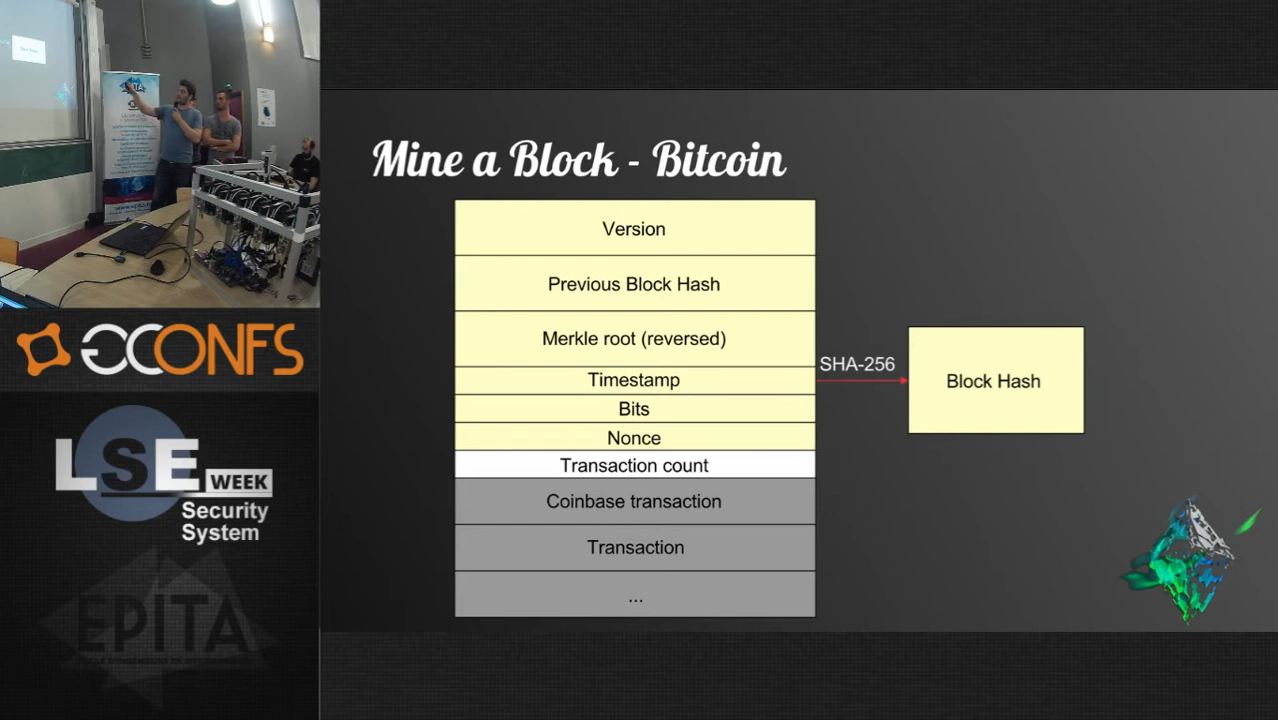 EPITA
Mine a Block - Bitcoin
Version
Previous Block Hash
Merkle root (reversed)
Timestamp
Bits
Nonce
Transaction count
Coinbase transaction
Transaction
...
SHA-256
Block Hash
CONFS
LSE WEEK
Security
System
EPITA